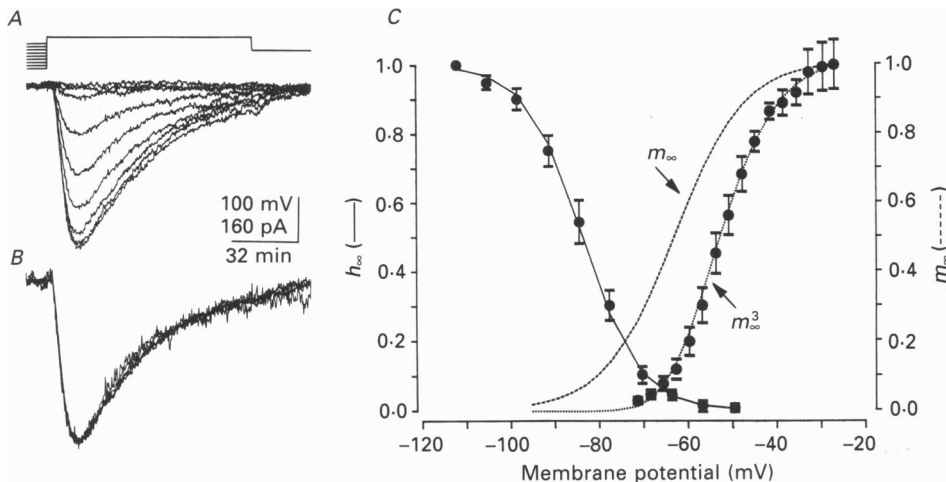 A
100 mV
160 pA
32 min
B
C
h∞ (—)
1·0
0·8
0·6
0·4
0·2
0·0
m∞
m³∞
1·0
0·8
0·6
0·4
0·2
0·0
m∞ (------)
−120
−100
−80
−60
−40
−20
Membrane potential (mV)